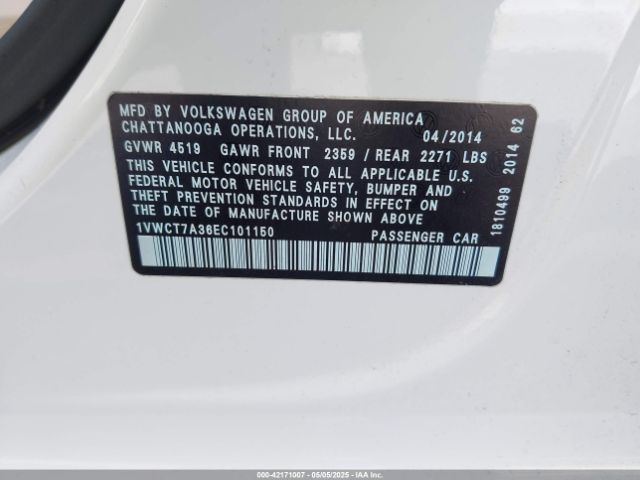 MFD BY VOLKSWAGEN GROUP OF AMERICA
CHATTANOOGA OPERATIONS, LLC. 04/2014
GVWR 4519 GAWR FRONT 2359 / REAR 2271 LBS
THIS VEHICLE CONFORMS TO ALL APPLICABLE U.S.
FEDERAL MOTOR VEHICLE SAFETY, BUMPER AND
THEFT PREVENTION STANDARDS IN EFFECT ON
THE DATE OF MANUFACTURE SHOWN ABOVE
1VWCT7A36EC101150 PASSENGER CAR
1810499 2014 62
000-42171007 - 05/05/2025 - IAAI, Inc.